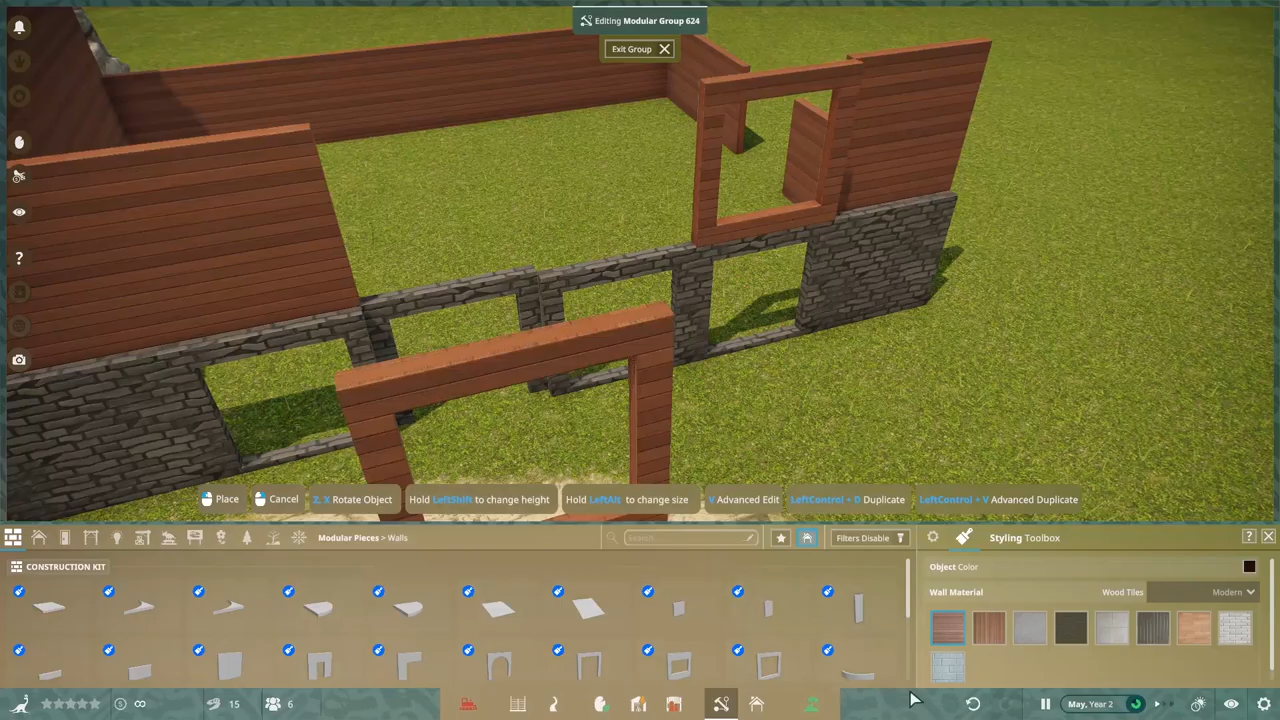 Editing Modular Group 624
Exit Group
?
Place
Cancel
Z, X Rotate Object
Hold LeftShift to change height
Hold LeftAlt to change size
V Advanced Edit
LeftControl + D Duplicate
LeftControl + V Advanced Duplicate
Modular Pieces > Walls
Search...
Filters Disable
Styling Toolbox
?
CONSTRUCTION KIT
Object Color
Wall Material
Wood Tiles
Modern
∞
15
6
May, Year 2